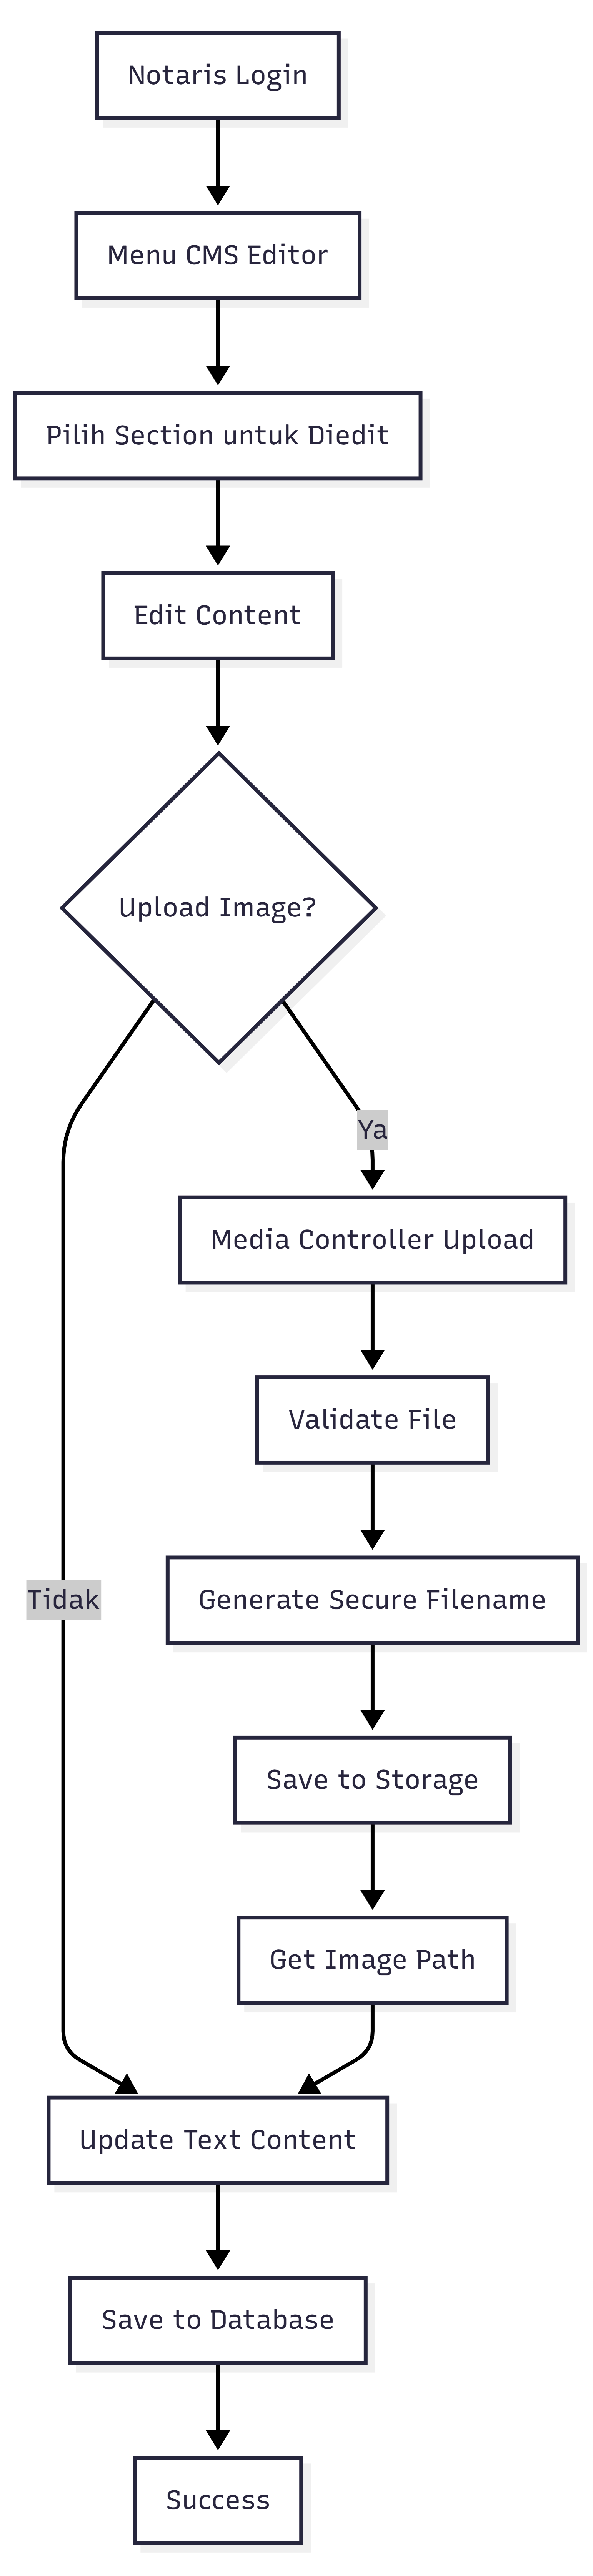 Notaris Login
Menu CMS Editor
Pilih Section untuk Diedit
Edit Content
Upload Image?
Ya
Media Controller Upload
Validate File
Tidak
Generate Secure Filename
Save to Storage
Get Image Path
Update Text Content
Save to Database
Success